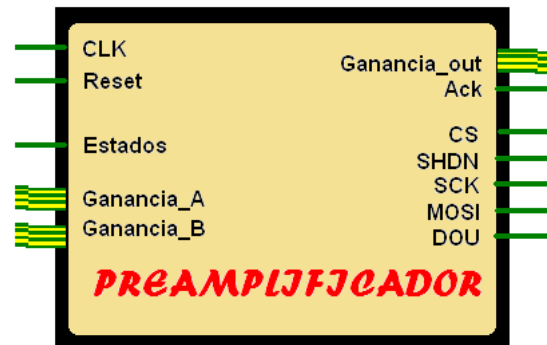 CLK
Reset
Estados
Ganancia_A
Ganancia_B
Ganancia_out
Ack
CS
SHDN
SCK
MOSI
DOU
PREAMPLIFICADOR